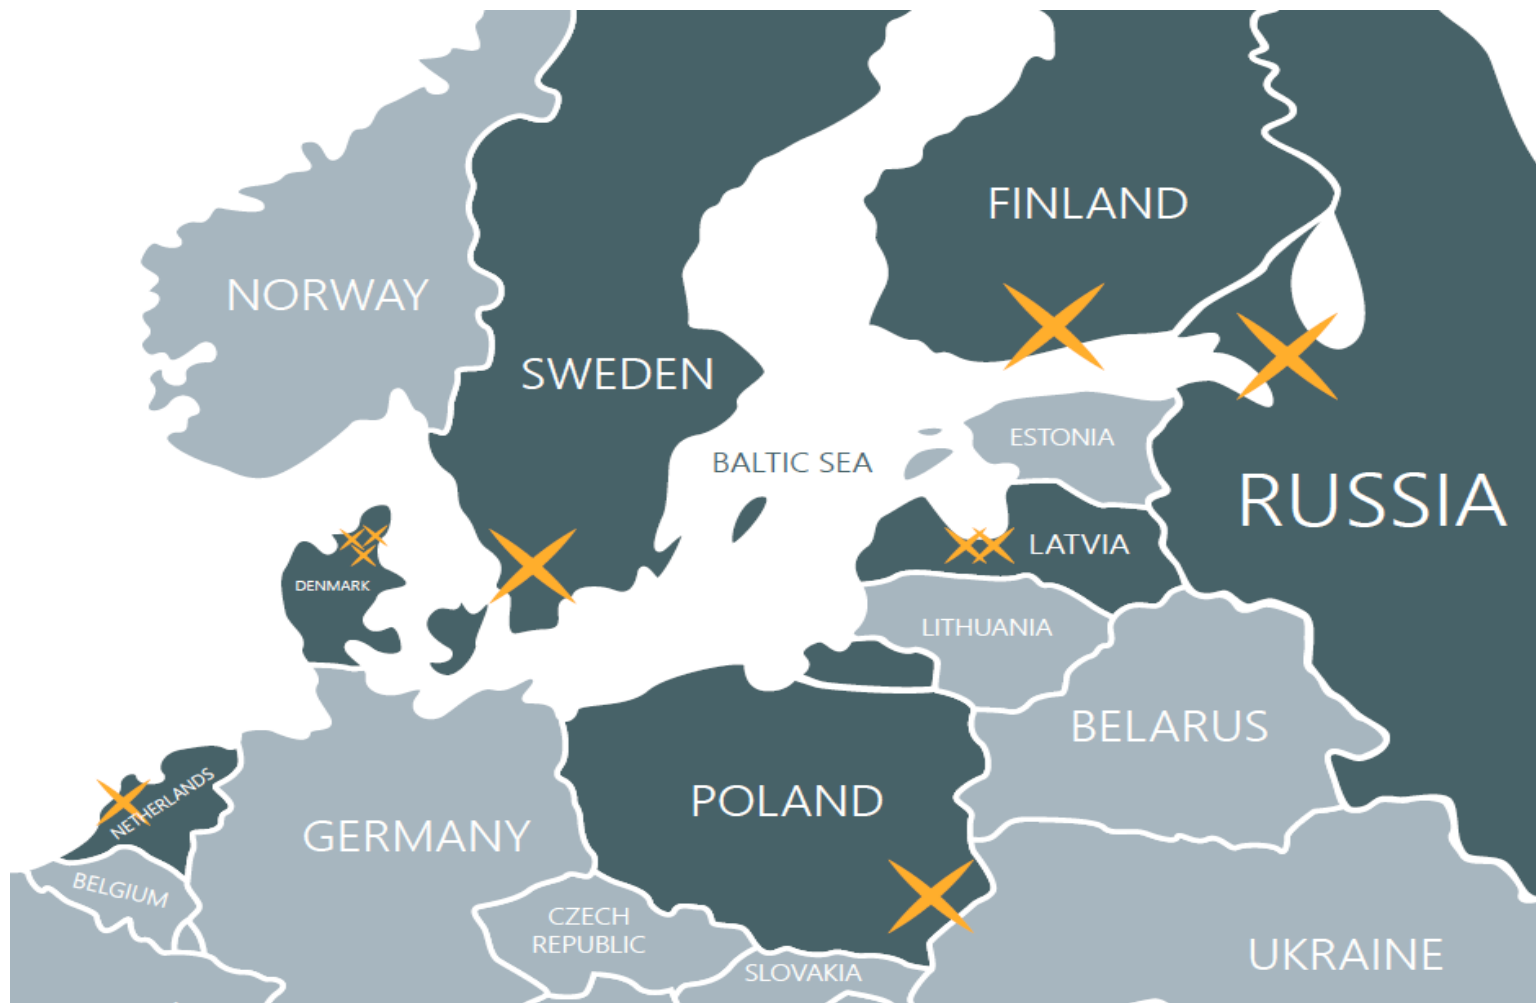 FINLAND
NORWAY
SWEDEN
ESTONIA
BALTIC SEA
RUSSIA
LATVIA
DENMARK
LITHUANIA
BELARUS
NETHERLANDS
POLAND
GERMANY
BELGIUM
CZECH
REPUBLIC
UKRAINE
SLOVAKIA